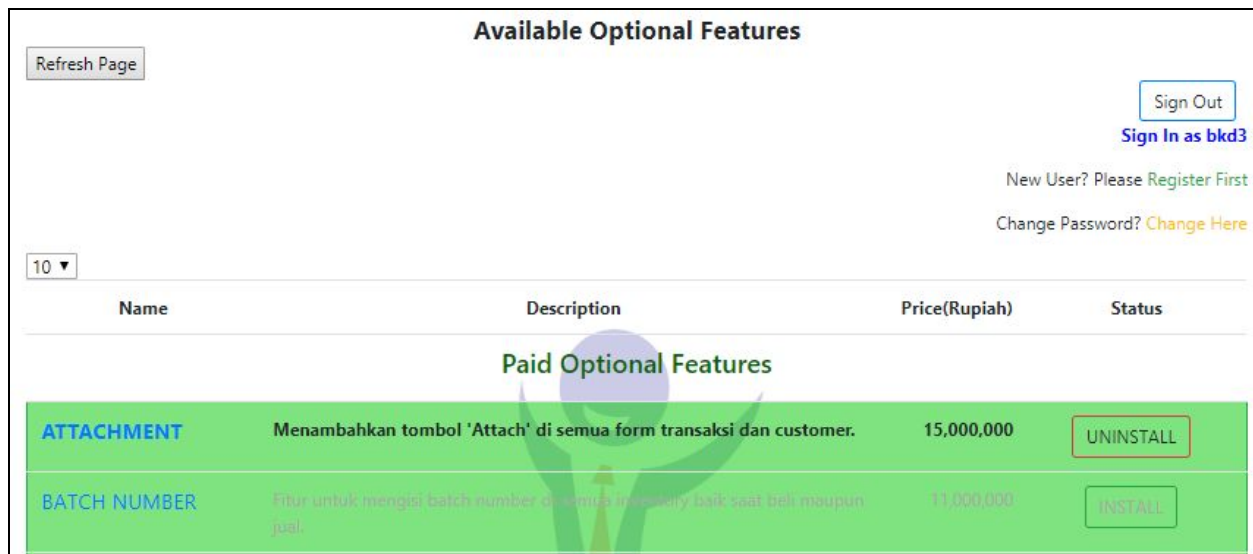 Available Optional Features
Refresh Page
Sign Out
Sign In as bkd3
New User? Please Register First
Change Password? Change Here
10
Name Description Price(Rupiah) Status
Paid Optional Features
ATTACHMENT Menambahkan tombol 'Attach' di semua form transaksi dan customer. 15,000,000 UNINSTALL
BATCH NUMBER Fitur untuk mengisi batch number di semua inventory baik saat beli maupun 11,000,000 INSTALL
jual.